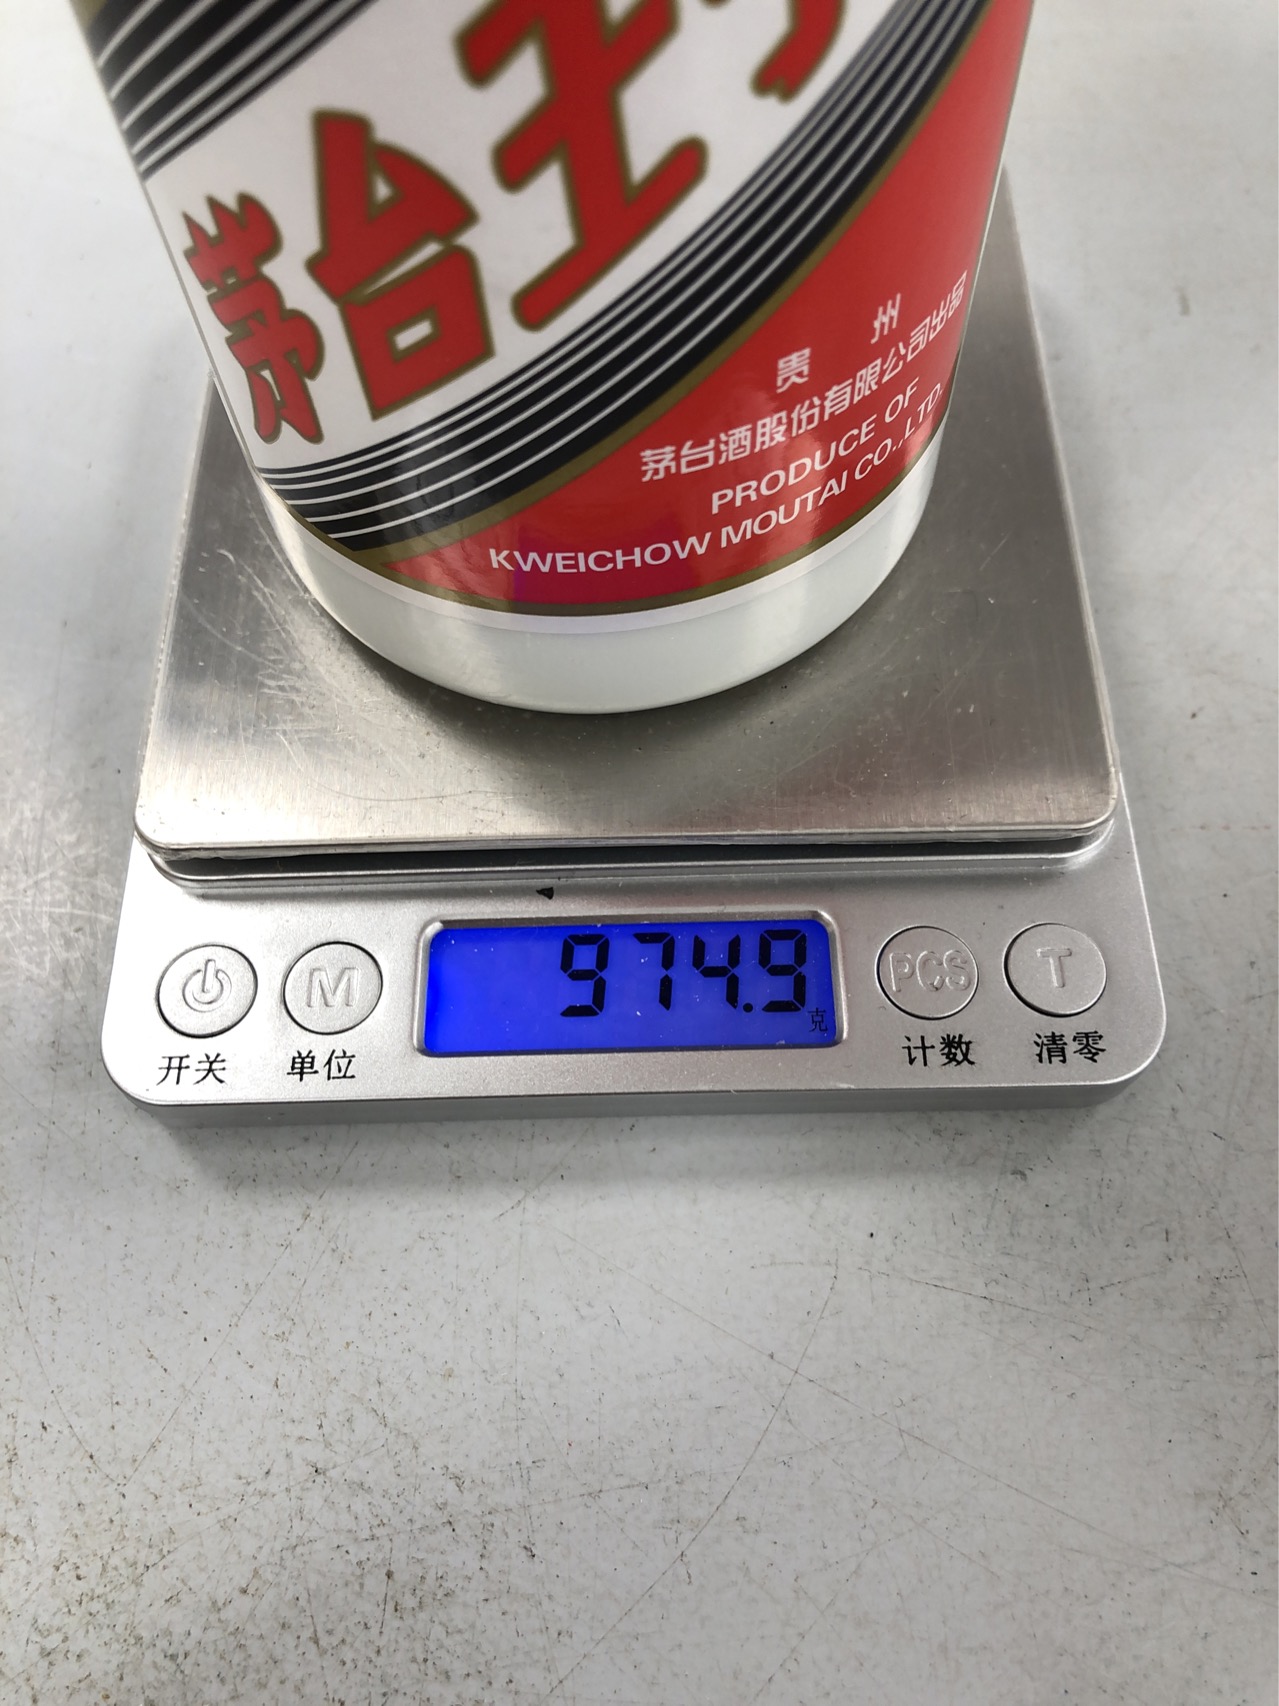 茅台王
贵州
茅台酒股份有限公司出品
PRODUCE OF
KWEICHOW MOUTAI CO.,LTD.
974.9
克
M
PCS
T
开关
单位
计数
清零